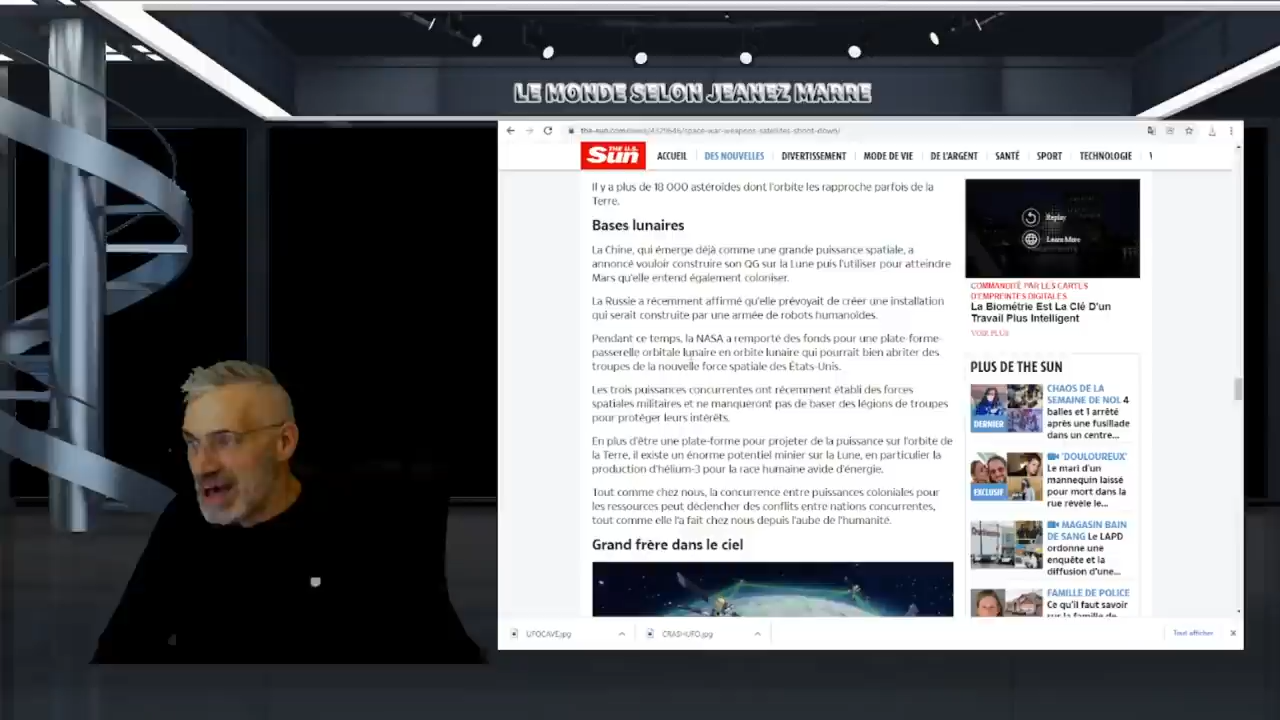 LE MONDE SELON JEANEZ MARRE
the-sun.com/news/4329646/space-war-weapons-satellites-shoot-down/
THE U.S.
Sun
ACCUEIL
DES NOUVELLES
DIVERTISSEMENT
MODE DE VIE
DE L'ARGENT
SANTÉ
SPORT
TECHNOLOGIE
Il y a plus de 18 000 astéroïdes dont l'orbite les rapproche parfois de la
Terre.
Bases lunaires
La Chine, qui émerge déjà comme une grande puissance spatiale, a
annoncé vouloir construire son QG sur la Lune puis l'utiliser pour atteindre
Mars qu'elle entend également coloniser.
La Russie a récemment affirmé qu'elle prévoyait de créer une installation
qui serait construite par une armée de robots humanoïdes.
Pendant ce temps, la NASA a remporté des fonds pour une plate-forme-
passerelle orbitale lunaire en orbite lunaire qui pourrait bien abriter des
troupes de la nouvelle force spatiale des États-Unis.
Les trois puissances concurrentes ont récemment établi des forces
spatiales militaires et ne manqueront pas de baser des légions de troupes
pour protéger leurs intérêts.
En plus d'être une plate-forme pour projeter de la puissance sur l'orbite de
la Terre, il existe un énorme potentiel minier sur la Lune, en particulier la
production d'hélium-3 pour la race humaine avide d'énergie.
Tout comme chez nous, la concurrence entre puissances coloniales pour
les ressources peut déclencher des conflits entre nations concurrentes,
tout comme elle l'a fait chez nous depuis l'aube de l'humanité.
Grand frère dans le ciel
Replay
Learn More
COMMANDITÉ PAR LES CARTES
D'EMPREINTES DIGITALES
La Biométrie Est La Clé D'un
Travail Plus Intelligent
VOIR PLUS
PLUS DE THE SUN
DERNIER
CHAOS DE LA
SEMAINE DE NOËL 4
balles et 1 arrêté
après une fusillade
dans un centre...
EXCLUSIF
'DOULOUREUX'
Le mari d'un
mannequin laissé
pour mort dans la
rue révèle le...
MAGASIN BAIN
DE SANG Le LAPD
ordonne une
enquête et la
diffusion d'une...
FAMILLE DE POLICE
Ce qu'il faut savoir
sur la famille de
UFOCAVE.jpg
CRASHUFO.jpg
Tout afficher